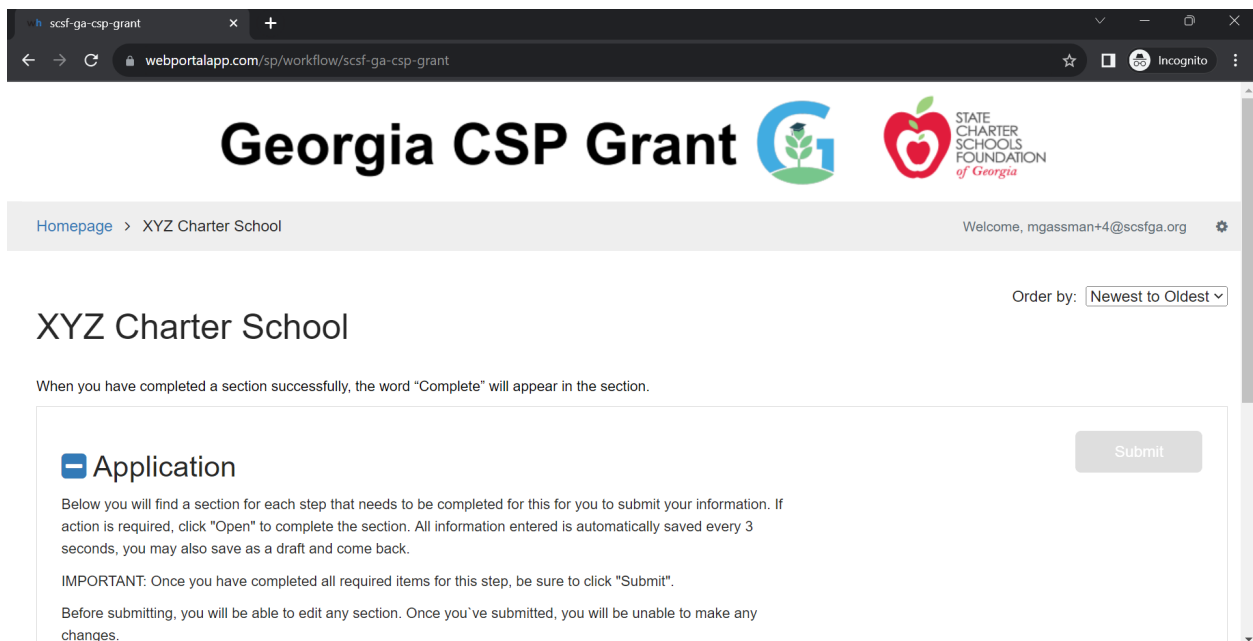 scsf-ga-csp-grant
webportalapp.com/sp/workflow/scsf-ga-csp-grant
Incognito
Georgia CSP Grant
STATE
CHARTER
SCHOOLS
FOUNDATION
of Georgia
Homepage > XYZ Charter School
Welcome, mgassman+4@scsfga.org
Order by: Newest to Oldest
XYZ Charter School
When you have completed a section successfully, the word “Complete” will appear in the section.
Submit
Application
Below you will find a section for each step that needs to be completed for this for you to submit your information. If
action is required, click "Open" to complete the section. All information entered is automatically saved every 3
seconds, you may also save as a draft and come back.
IMPORTANT: Once you have completed all required items for this step, be sure to click "Submit".
Before submitting, you will be able to edit any section. Once you`ve submitted, you will be unable to make any
changes.